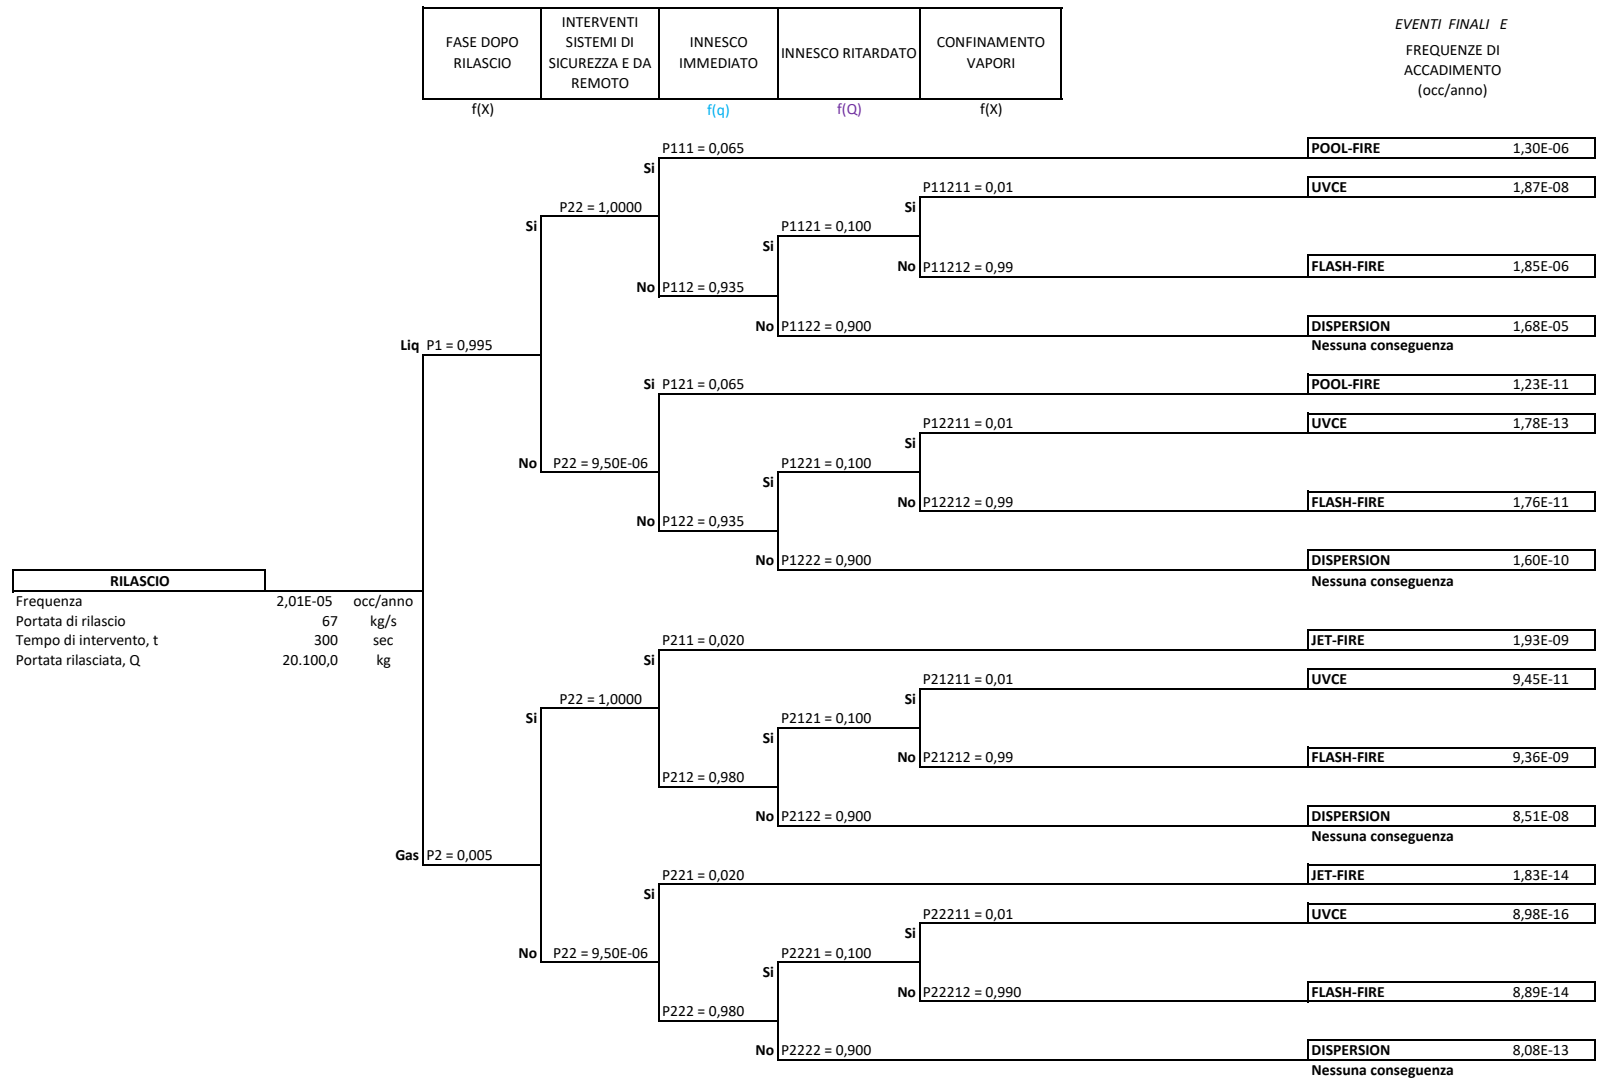 FASE DOPO RILASCIO
INTERVENTI SISTEMI DI SICUREZZA E DA REMOTO
INNESCO IMMEDIATO
INNESCO RITARDATO
CONFINAMENTO VAPORI
EVENTI FINALI E
FREQUENZE DI
ACCADIMENTO
(occ/anno)
f(X)
f(q)
f(Q)
f(X)
P111 = 0,065
POOL-FIRE 1,30E-06
Si
P11211 = 0,01
UVCE 1,87E-08
P22 = 1,0000
Si
Si
P1121 = 0,100
Si
No P11212 = 0,99
FLASH-FIRE 1,85E-06
No P112 = 0,935
No P1122 = 0,900
DISPERSION 1,68E-05
Nessuna conseguenza
Liq P1 = 0,995
Si P121 = 0,065
POOL-FIRE 1,23E-11
P12211 = 0,01
UVCE 1,78E-13
Si
No P22 = 9,50E-06
P1221 = 0,100
Si
No P12212 = 0,99
FLASH-FIRE 1,76E-11
No P122 = 0,935
No P1222 = 0,900
DISPERSION 1,60E-10
Nessuna conseguenza
RILASCIO
Frequenza 2,01E-05 occ/anno
Portata di rilascio 67 kg/s
Tempo di intervento, t 300 sec
Portata rilasciata, Q 20.100,0 kg
P211 = 0,020
JET-FIRE 1,93E-09
Si
P21211 = 0,01
UVCE 9,45E-11
P22 = 1,0000
Si
Si
P2121 = 0,100
Si
No P21212 = 0,99
FLASH-FIRE 9,36E-09
P212 = 0,980
No P2122 = 0,900
DISPERSION 8,51E-08
Nessuna conseguenza
Gas P2 = 0,005
P221 = 0,020
JET-FIRE 1,83E-14
Si
P22211 = 0,01
UVCE 8,98E-16
Si
No P22 = 9,50E-06
P2221 = 0,100
Si
No P22212 = 0,990
FLASH-FIRE 8,89E-14
P222 = 0,980
No P2222 = 0,900
DISPERSION 8,08E-13
Nessuna conseguenza